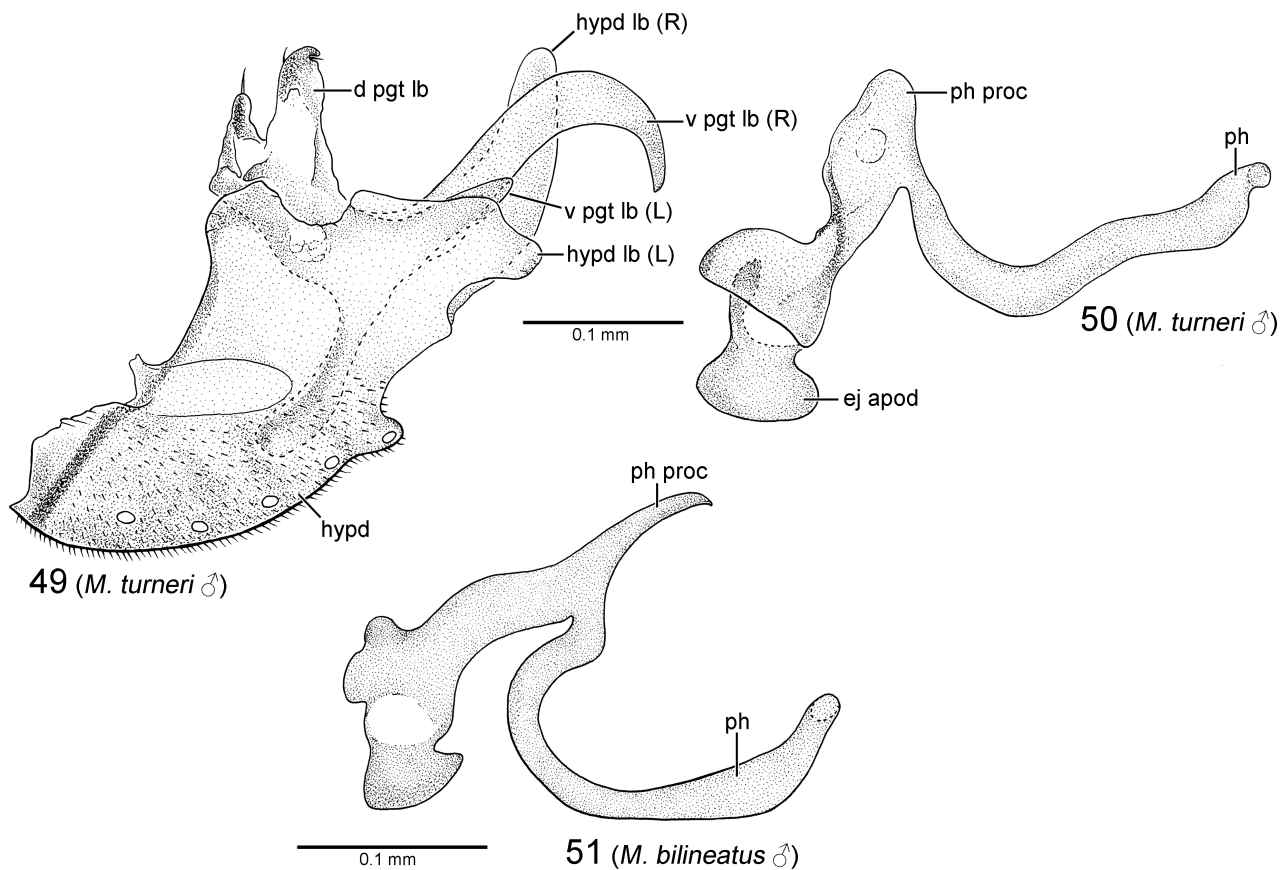 hypd lb (R)
d pgt lb
v pgt lb (R)
v pgt lb (L)
hypd lb (L)
0.1 mm
hypd
49 (M. turneri ♂)
ph proc
ph
50 (M. turneri ♂)
ej apod
ph proc
ph
0.1 mm
51 (M. bilineatus ♂)